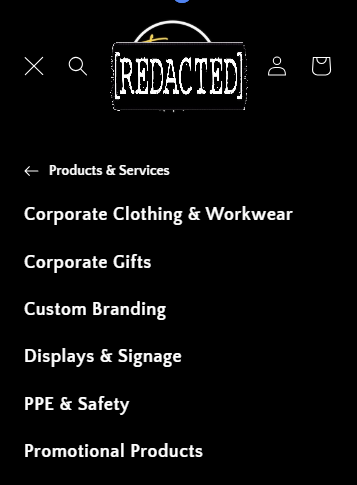 [REDACTED]
Products & Services
Corporate Clothing & Workwear
Corporate Gifts
Custom Branding
Displays & Signage
PPE & Safety
Promotional Products